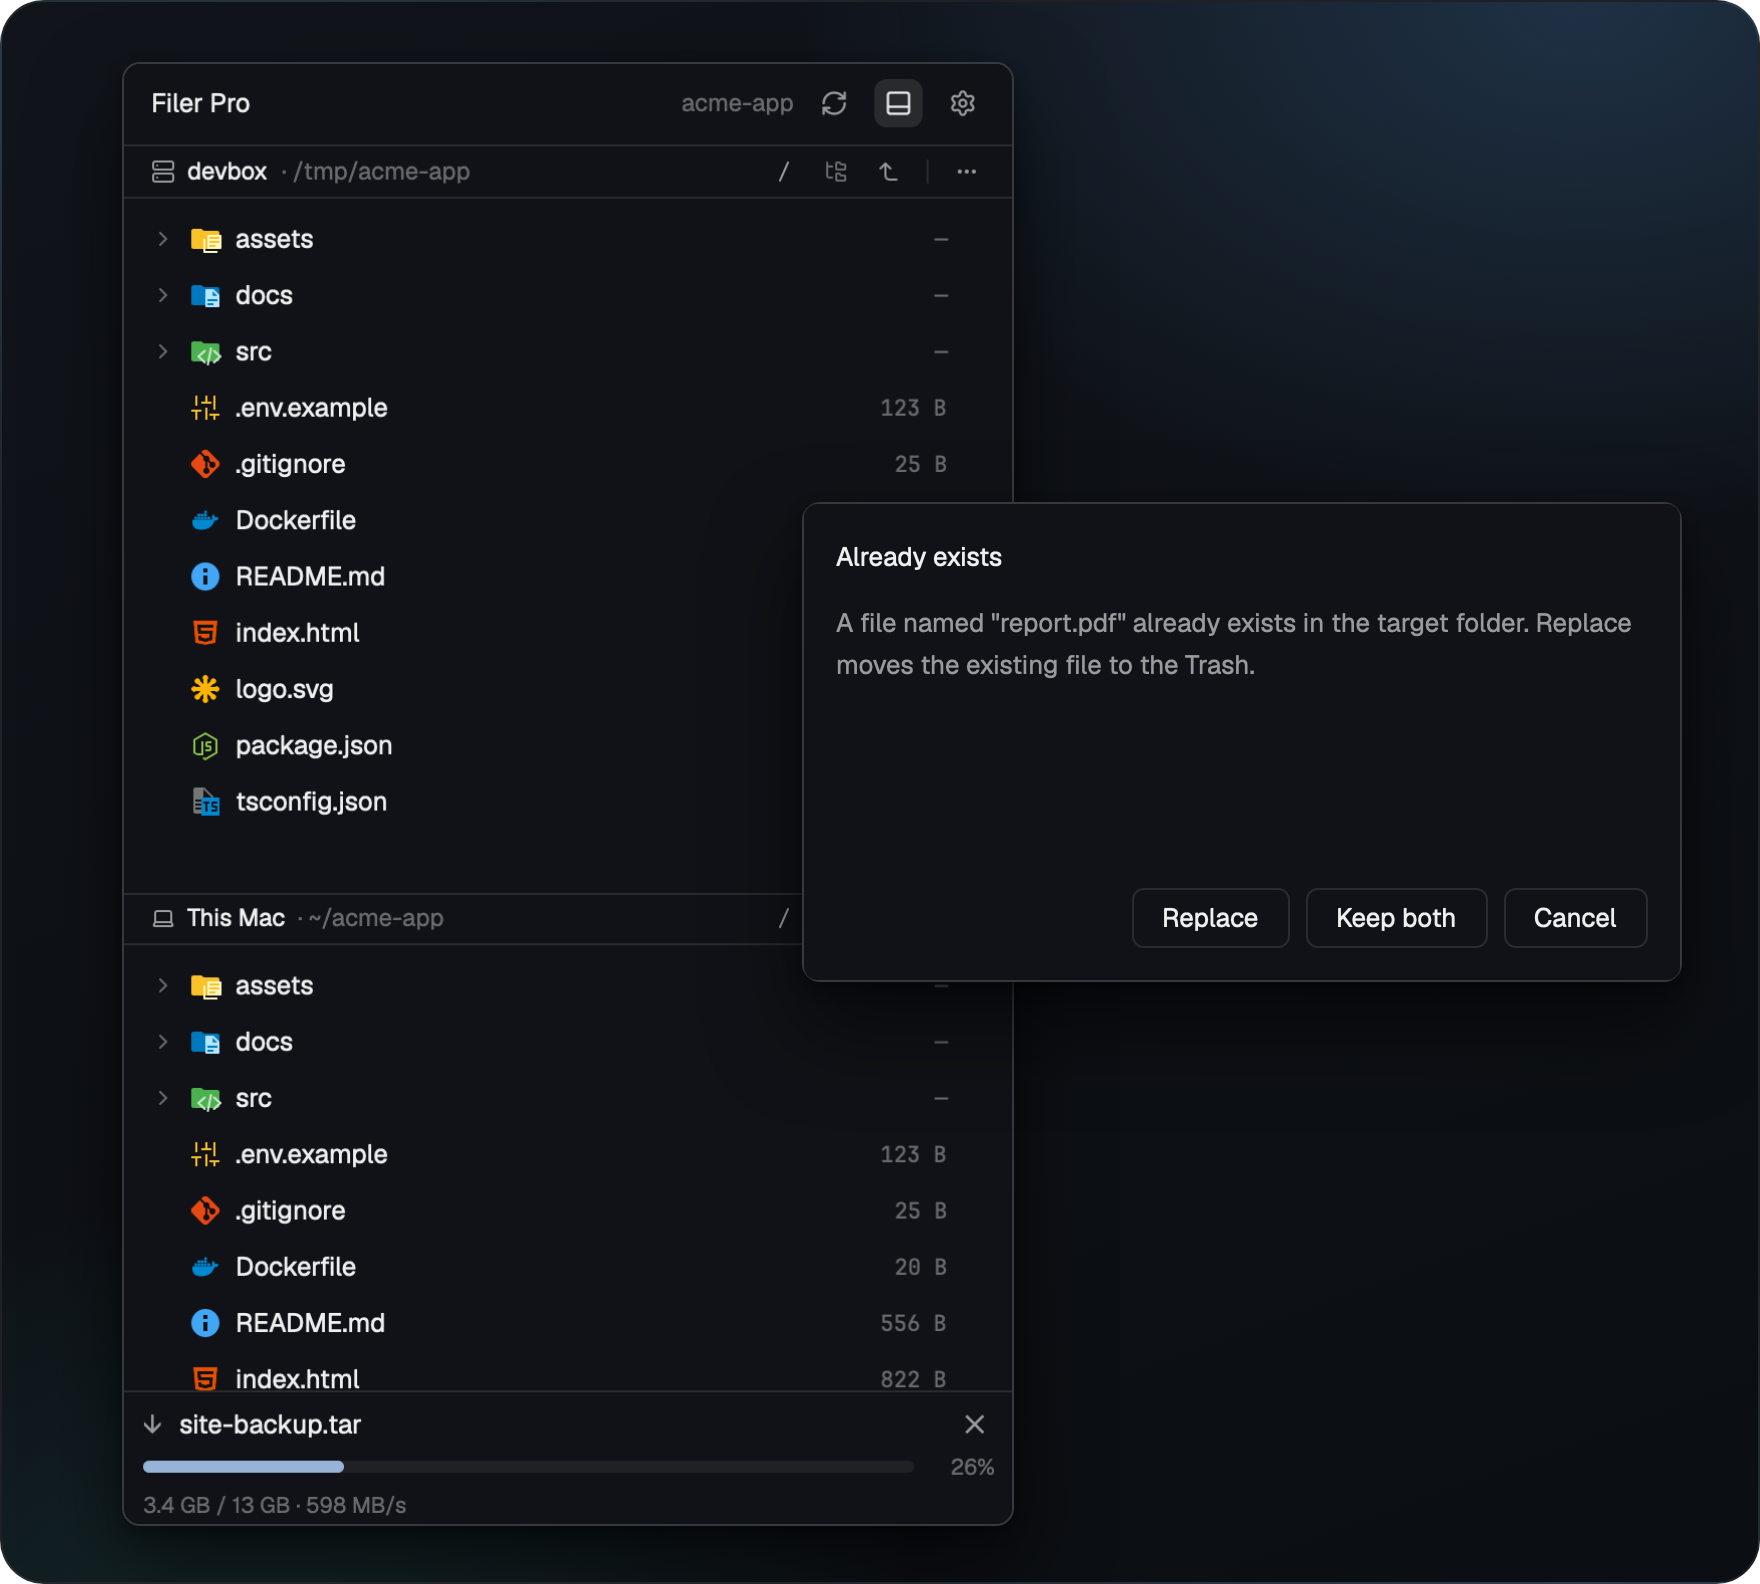 Filer Pro
acme-app
devbox · /tmp/acme-app
/
assets –
docs –
src –
.env.example 123 B
.gitignore 25 B
Dockerfile
README.md
index.html
logo.svg
package.json
tsconfig.json
Already exists
A file named "report.pdf" already exists in the target folder. Replace
moves the existing file to the Trash.
Replace
Keep both
Cancel
This Mac · ~/acme-app
/
assets –
docs –
src –
.env.example 123 B
.gitignore 25 B
Dockerfile 20 B
README.md 556 B
index.html 822 B
site-backup.tar
26%
3.4 GB / 13 GB · 598 MB/s